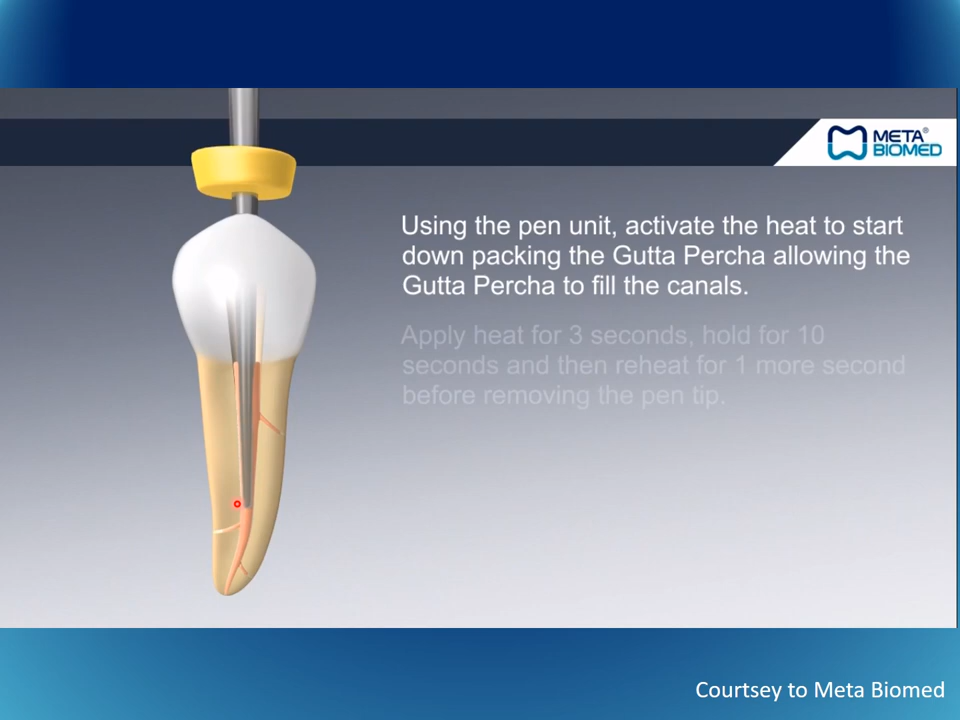 META®
BIOMED
Using the pen unit, activate the heat to start
down packing the Gutta Percha allowing the
Gutta Percha to fill the canals.
Apply heat for 3 seconds, hold for 10
seconds and then reheat for 1 more second
before removing the pen tip.
Courtsey to Meta Biomed